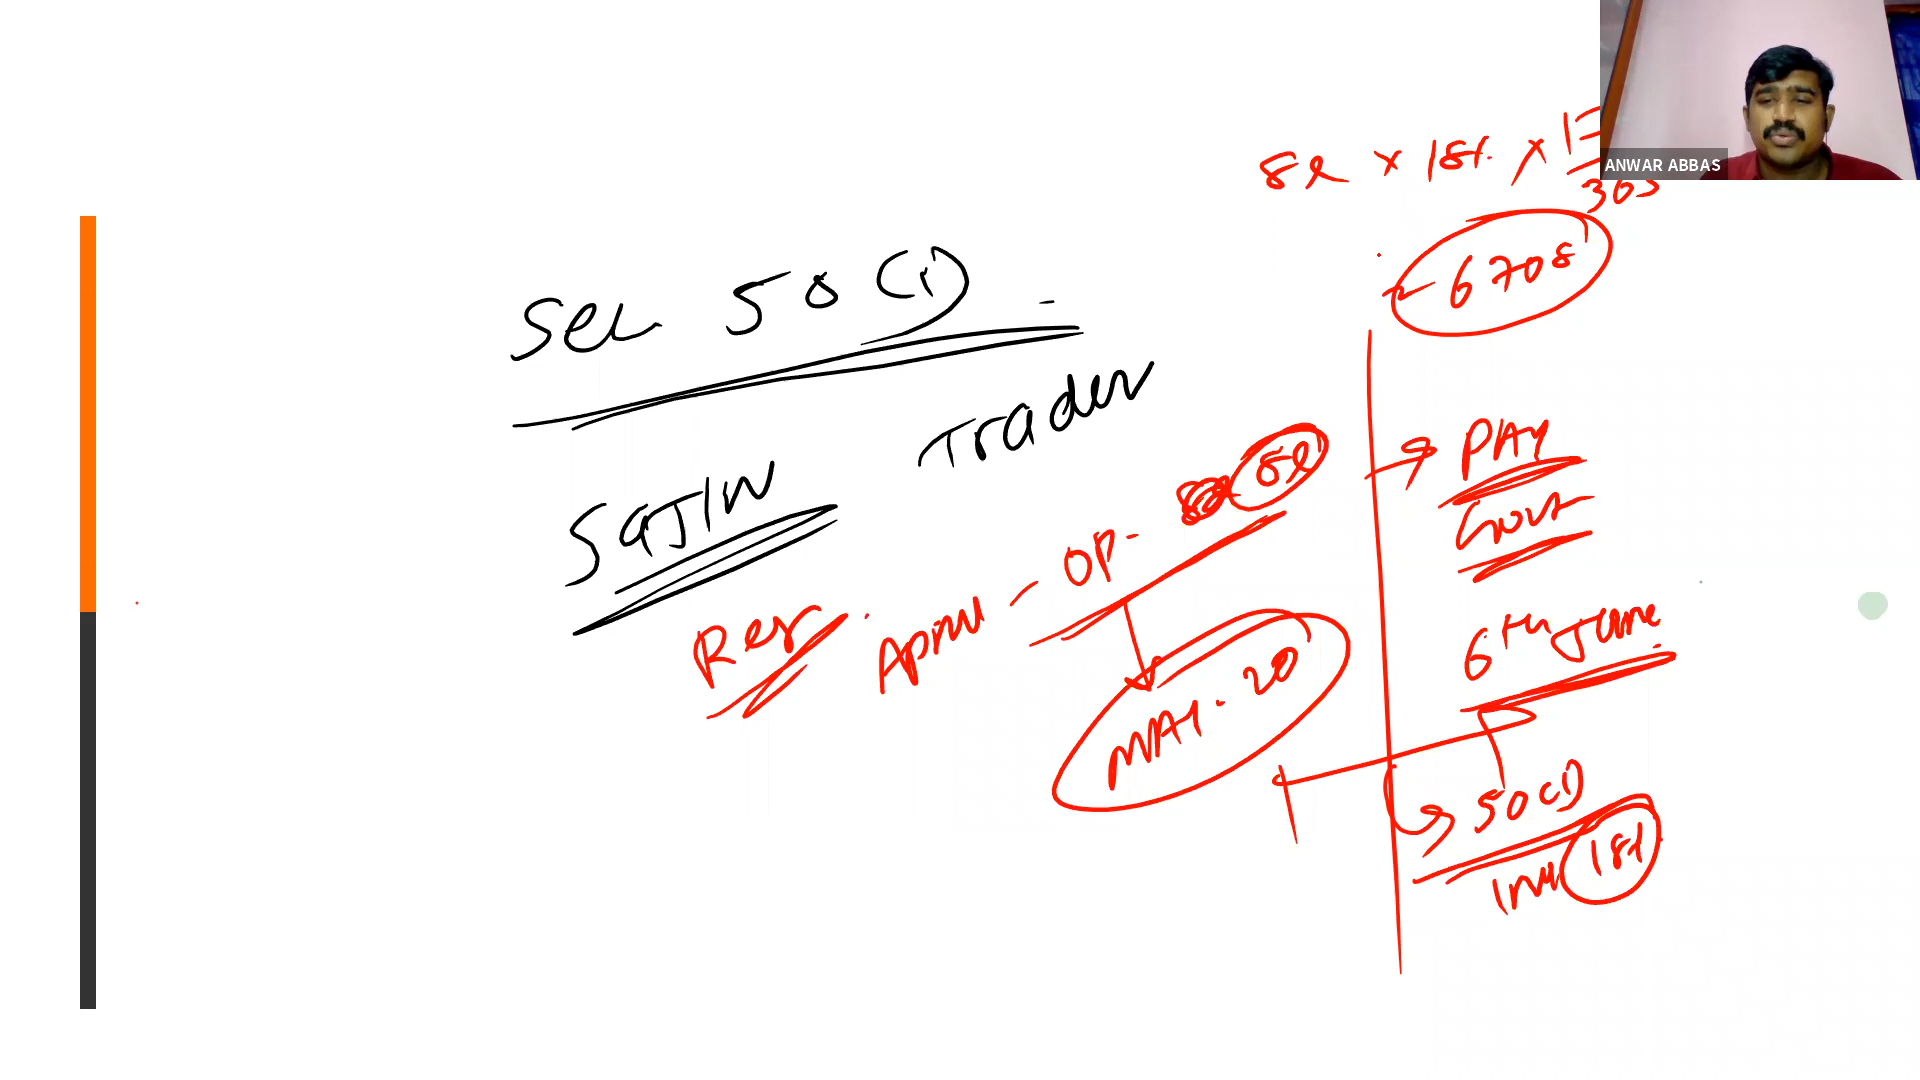 8l × 18%. × 17
365
6708
ANWAR ABBAS
Sec 50(1)
Trader
SAJIN
Reg. April - OP - 8l
MAY - 20
PAY
Govt
6th June
50(1)
Int 18%